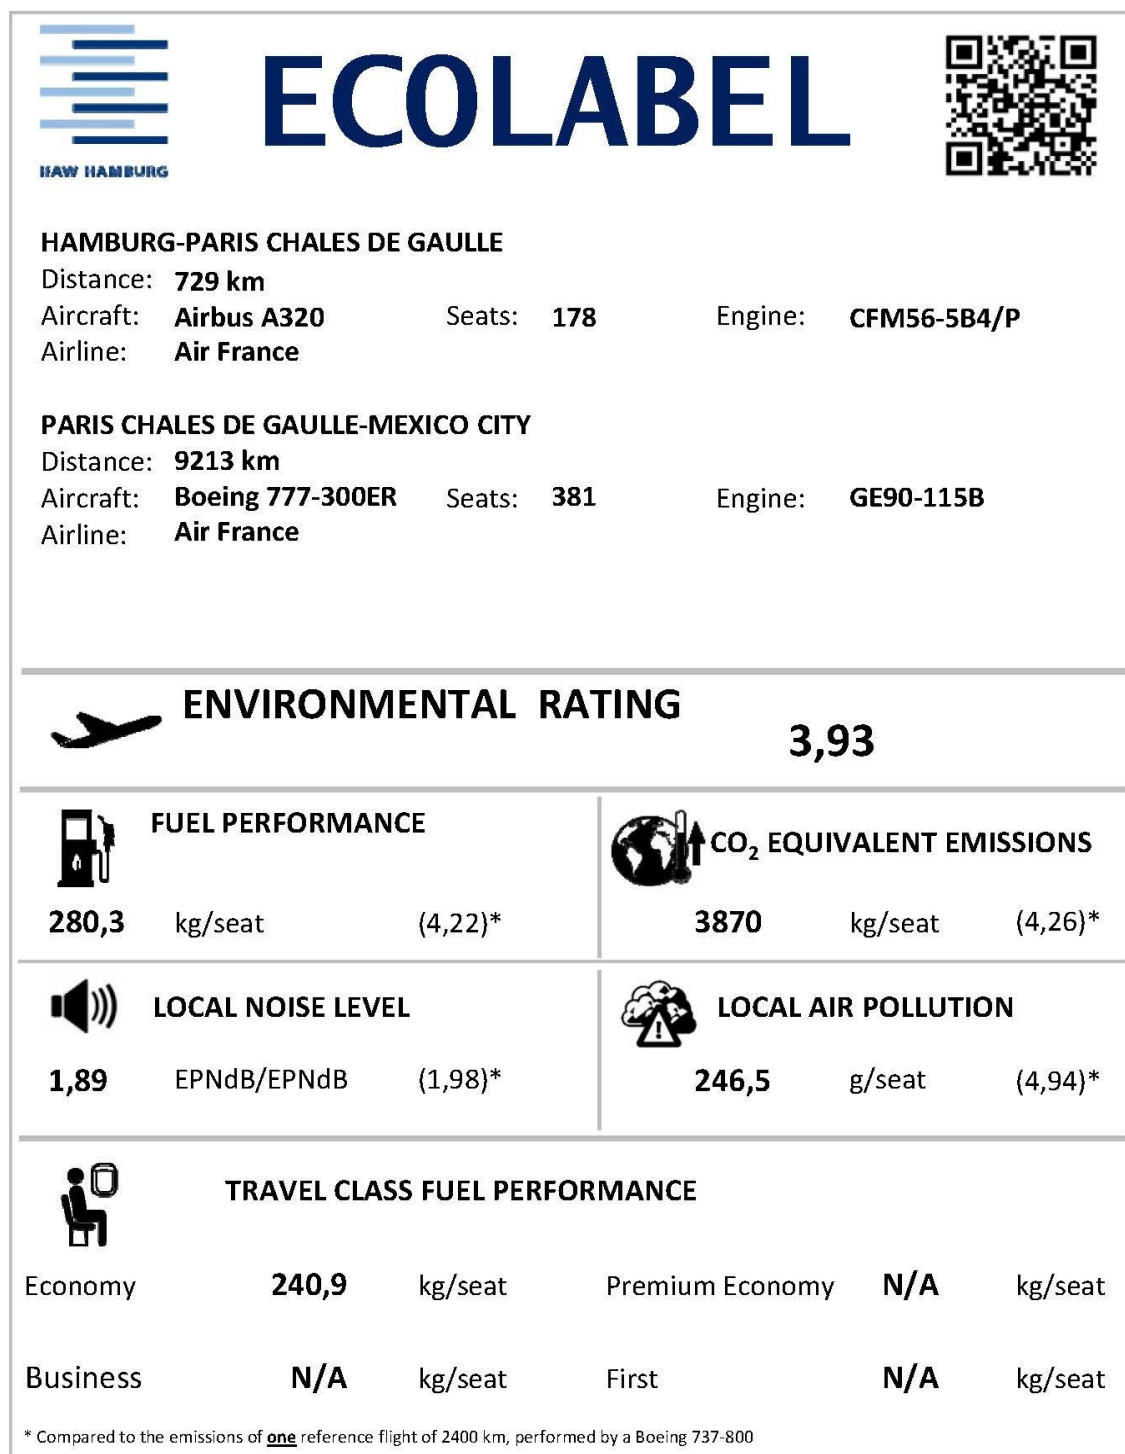 ECOLABEL
HAW HAMBURG
HAMBURG-PARIS CHALES DE GAULLE
Distance: 729 km
Aircraft: Airbus A320 Seats: 178 Engine: CFM56-5B4/P
Airline: Air France
PARIS CHALES DE GAULLE-MEXICO CITY
Distance: 9213 km
Aircraft: Boeing 777-300ER Seats: 381 Engine: GE90-115B
Airline: Air France
ENVIRONMENTAL RATING
3,93
FUEL PERFORMANCE
280,3 kg/seat (4,22)*
CO₂ EQUIVALENT EMISSIONS
3870 kg/seat (4,26)*
LOCAL NOISE LEVEL
1,89 EPNdB/EPNdB (1,98)*
LOCAL AIR POLLUTION
246,5 g/seat (4,94)*
TRAVEL CLASS FUEL PERFORMANCE
Economy 240,9 kg/seat Premium Economy N/A kg/seat
Business N/A kg/seat First N/A kg/seat
* Compared to the emissions of one reference flight of 2400 km, performed by a Boeing 737-800